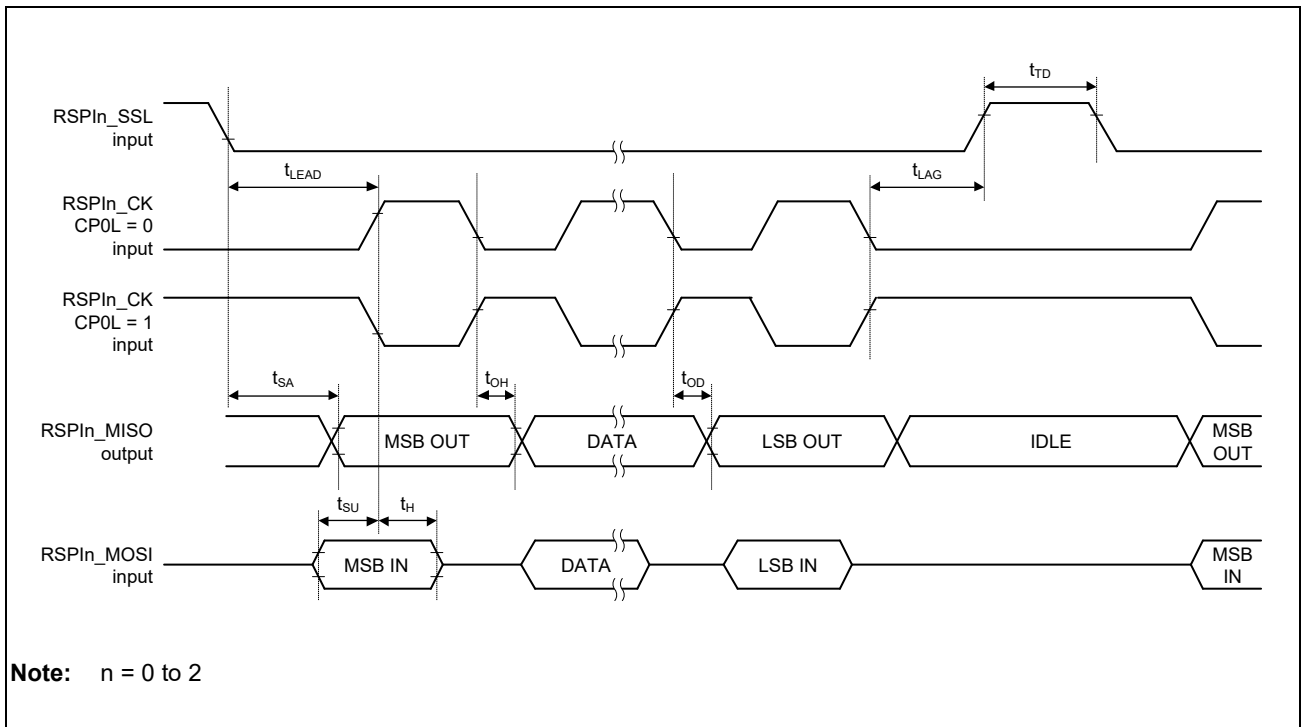 tTD
RSPIn_SSL
input
tLEAD
tLAG
RSPIn_CK
CP0L = 0
input
RSPIn_CK
CP0L = 1
input
tSA
tOH
tOD
RSPIn_MISO
output
MSB OUT
DATA
LSB OUT
IDLE
MSB
OUT
tSU
tH
RSPIn_MOSI
input
MSB IN
DATA
LSB IN
MSB
IN
Note: n = 0 to 2